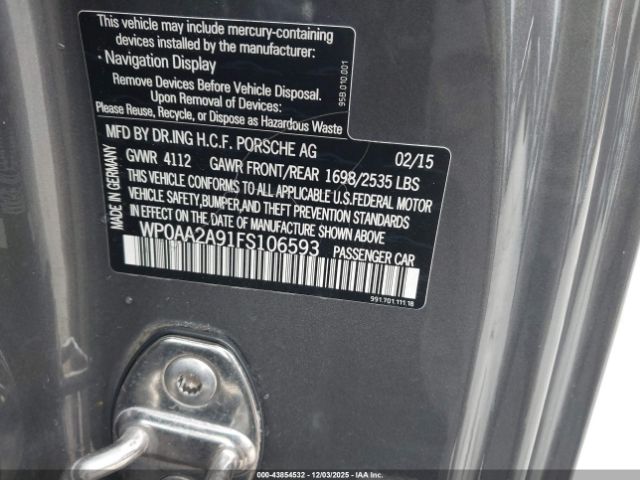 This vehicle may include mercury-containing
devices installed by the manufacturer:
Navigation Display
Remove Devices Before Vehicle Disposal.
Upon Removal of Devices:
Please Reuse, Recycle, or Dispose as Hazardous Waste
95B.010.001
MFD BY DR.ING H.C.F. PORSCHE AG 02/15
GVWR 4112 GAWR FRONT/REAR 1698/2535 LBS
THIS VEHICLE CONFORMS TO ALL APPLICABLE U.S.FEDERAL MOTOR
VEHICLE SAFETY,BUMPER,AND THEFT PREVENTION STANDARDS
IN EFFECT ON THE DATE OF MANUFACTURE SHOWN ABOVE
WP0AA2A91FS106593 PASSENGER CAR
MADE IN GERMANY
991.701.111.18
000-43854532 - 12/03/2025 - IAA Inc.